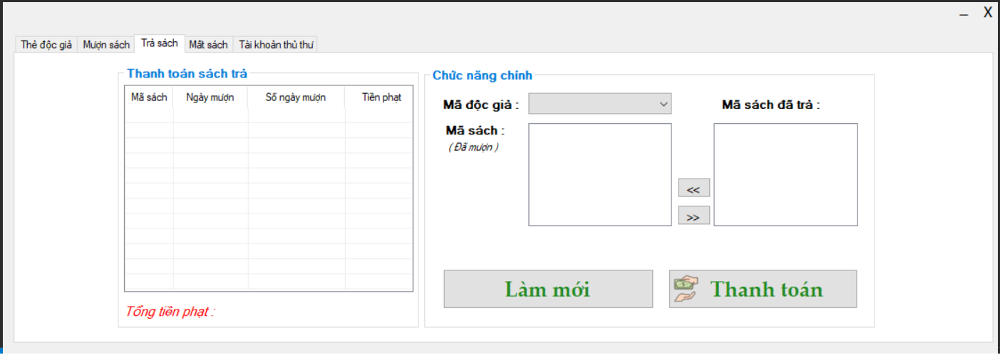 _ X
Thẻ độc giả Mượn sách Trả sách Mất sách Tài khoản thủ thư
Thanh toán sách trả
Mã sách Ngày mượn Số ngày mượn Tiền phạt
Tổng tiền phạt :
Chức năng chính
Mã độc giả : Mã sách đã trả :
Mã sách :
( Đã mượn )
<<
>>
Làm mới Thanh toán